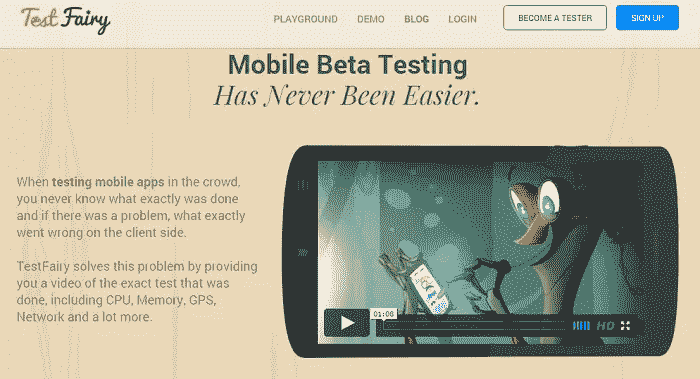 Test Fairy
PLAYGROUND DEMO BLOG LOGIN BECOME A TESTER SIGN UP
Mobile Beta Testing
Has Never Been Easier.
When testing mobile apps in the crowd,
you never know what exactly was done
and if there was a problem, what exactly
went wrong on the client side.
TestFairy solves this problem by providing
you a video of the exact test that was
done, including CPU, Memory, GPS,
Network and a lot more.
01:08
HD